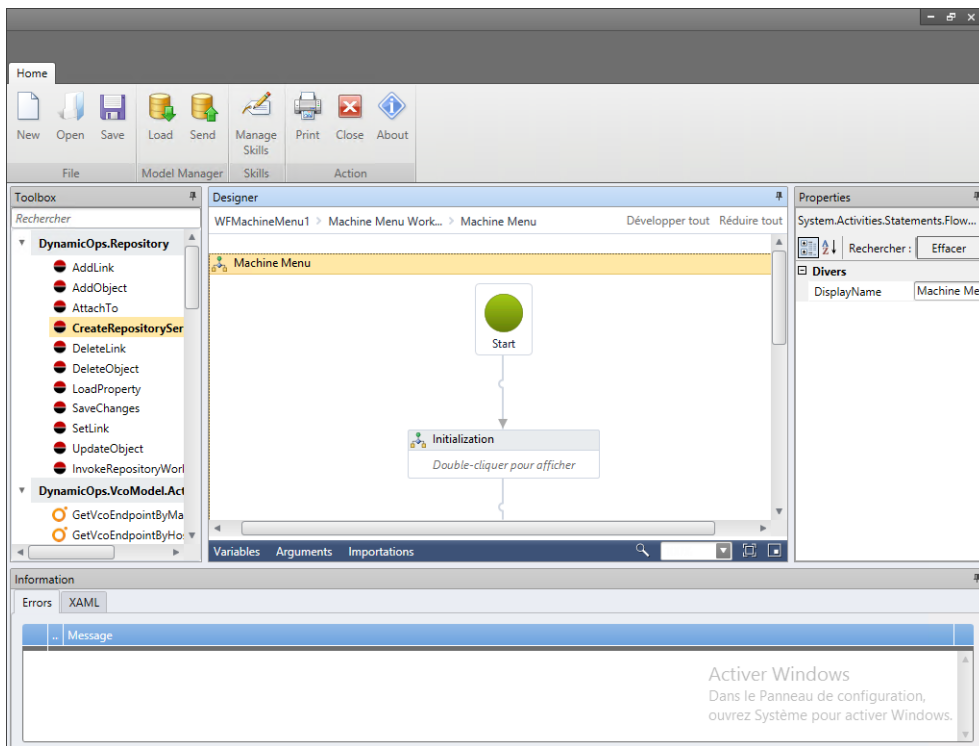 Home
New Open Save Load Send Manage Skills Print Close About
File Model Manager Skills Action
Toolbox
Rechercher
DynamicOps.Repository
AddLink
AddObject
AttachTo
CreateRepositorySer
DeleteLink
DeleteObject
LoadProperty
SaveChanges
SetLink
UpdateObject
InvokeRepositoryWorl
DynamicOps.VcoModel.Act
GetVcoEndpointByMa
GetVcoEndpointByHo
Designer
WFMachineMenu1 > Machine Menu Work... > Machine Menu Développer tout Réduire tout
Machine Menu
Start
Initialization
Double-cliquer pour afficher
Variables Arguments Importations
Properties
System.Activities.Statements.Flow...
Rechercher : Effacer
Divers
DisplayName Machine Me
Information
Errors XAML
.. Message
Activer Windows
Dans le Panneau de configuration,
ouvrez Système pour activer Windows.